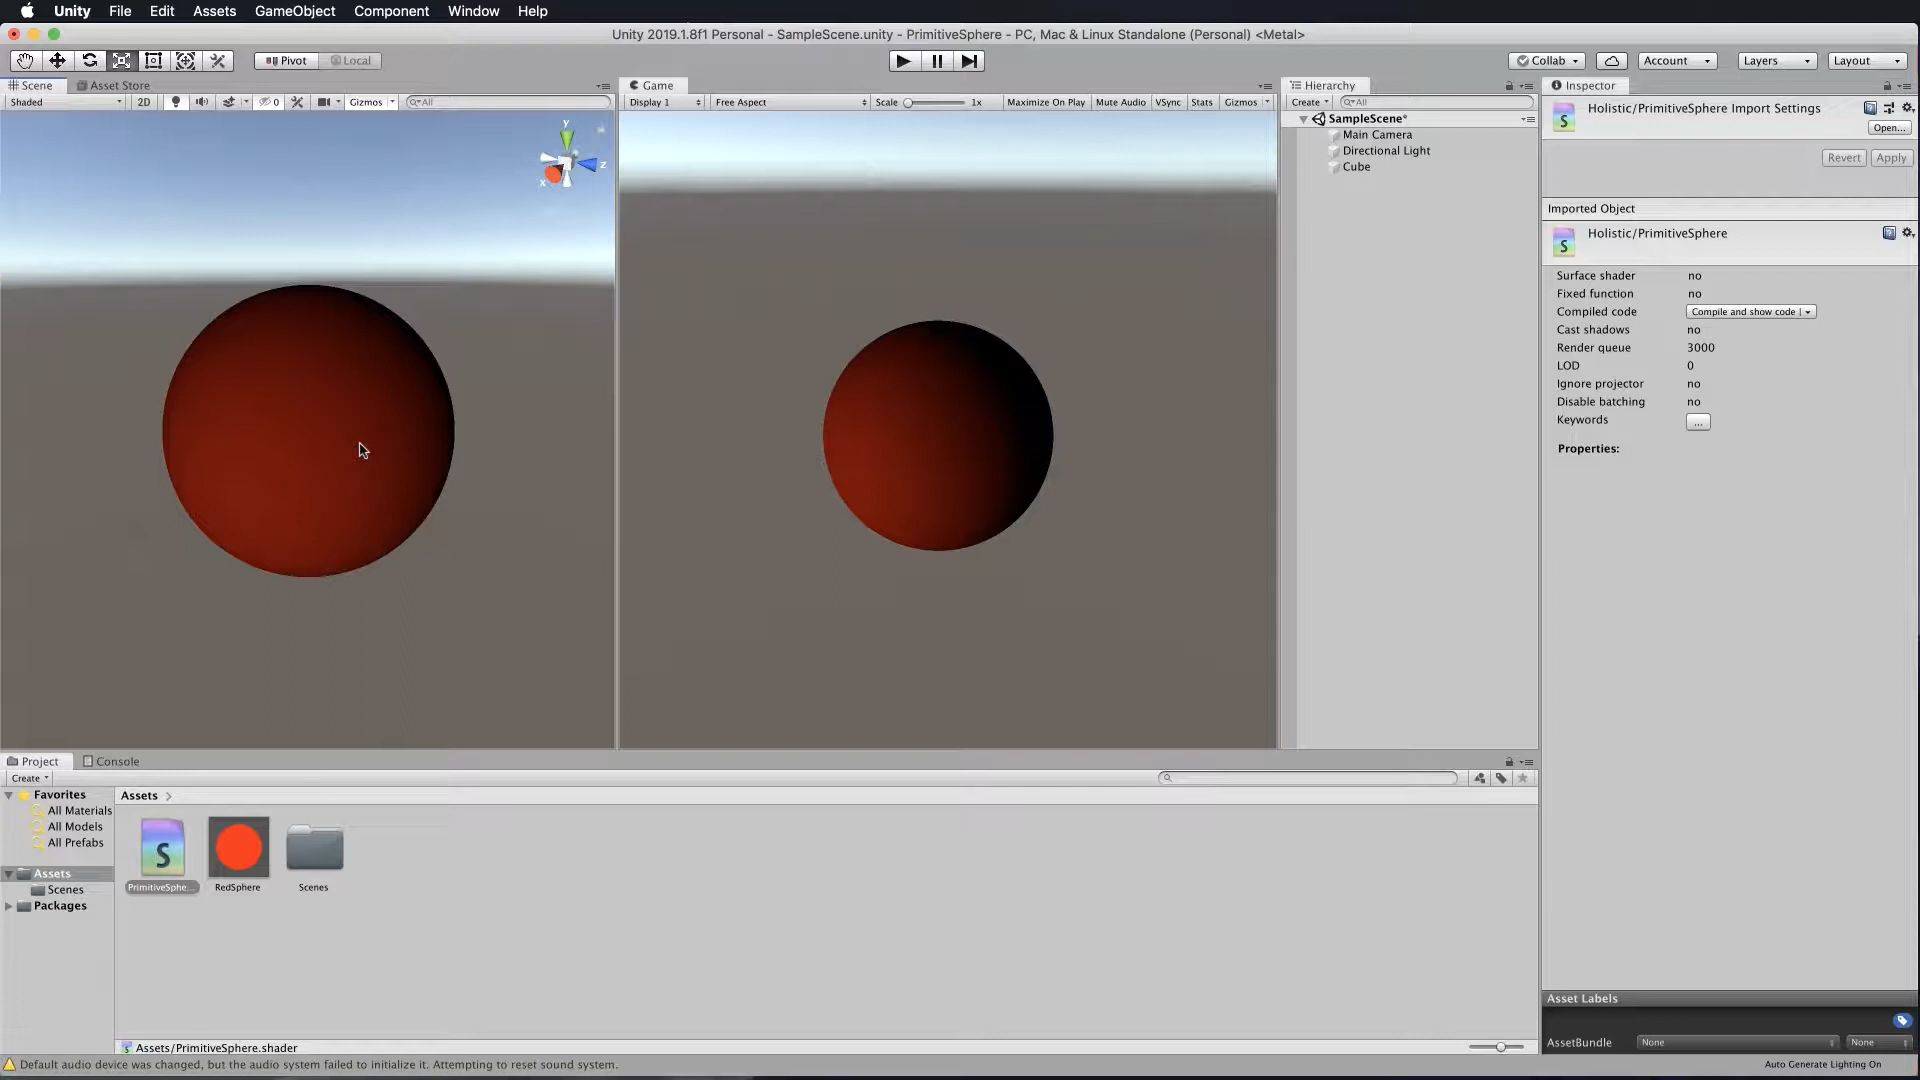 Unity File Edit Assets GameObject Component Window Help
Unity 2019.1.8f1 Personal - SampleScene.unity - PrimitiveSphere - PC, Mac & Linux Standalone (Personal) <Metal>
Pivot Local Collab Account Layers Layout
Scene Asset Store
Shaded 2D 0 Gizmos All
y
z
x
Game
Display 1 Free Aspect Scale 1x Maximize On Play Mute Audio VSync Stats Gizmos
Hierarchy
Create All
SampleScene*
Main Camera
Directional Light
Cube
Inspector
S Holistic/PrimitiveSphere Import Settings
Open...
Revert Apply
Imported Object
S Holistic/PrimitiveSphere
Surface shader no
Fixed function no
Compiled code Compile and show code
Cast shadows no
Render queue 3000
LOD 0
Ignore projector no
Disable batching no
Keywords ...
Properties:
Asset Labels
AssetBundle None None
Project Console
Create
Favorites
All Materials
All Models
All Prefabs
Assets
Scenes
Packages
Assets
S
PrimitiveSphe...
RedSphere
Scenes
Assets/PrimitiveSphere.shader
Default audio device was changed, but the audio system failed to initialize it. Attempting to reset sound system.
Auto Generate Lighting On